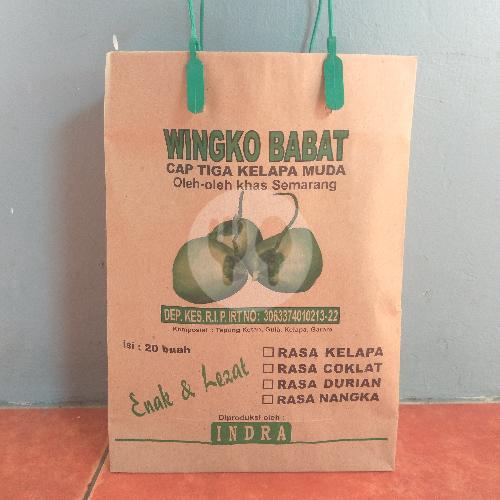 WINGKO BABAT
CAP TIGA KELAPA MUDA
Oleh-oleh khas Semarang
DEP. KES. R.I. P. IRT NO: 3063374010213-22
Komposisi : Tepung Ketan, Gula, Kelapa, Garam
Isi : 20 buah
RASA KELAPA
RASA COKLAT
RASA DURIAN
RASA NANGKA
Enak & Lezat
Diproduksi oleh :
INDRA